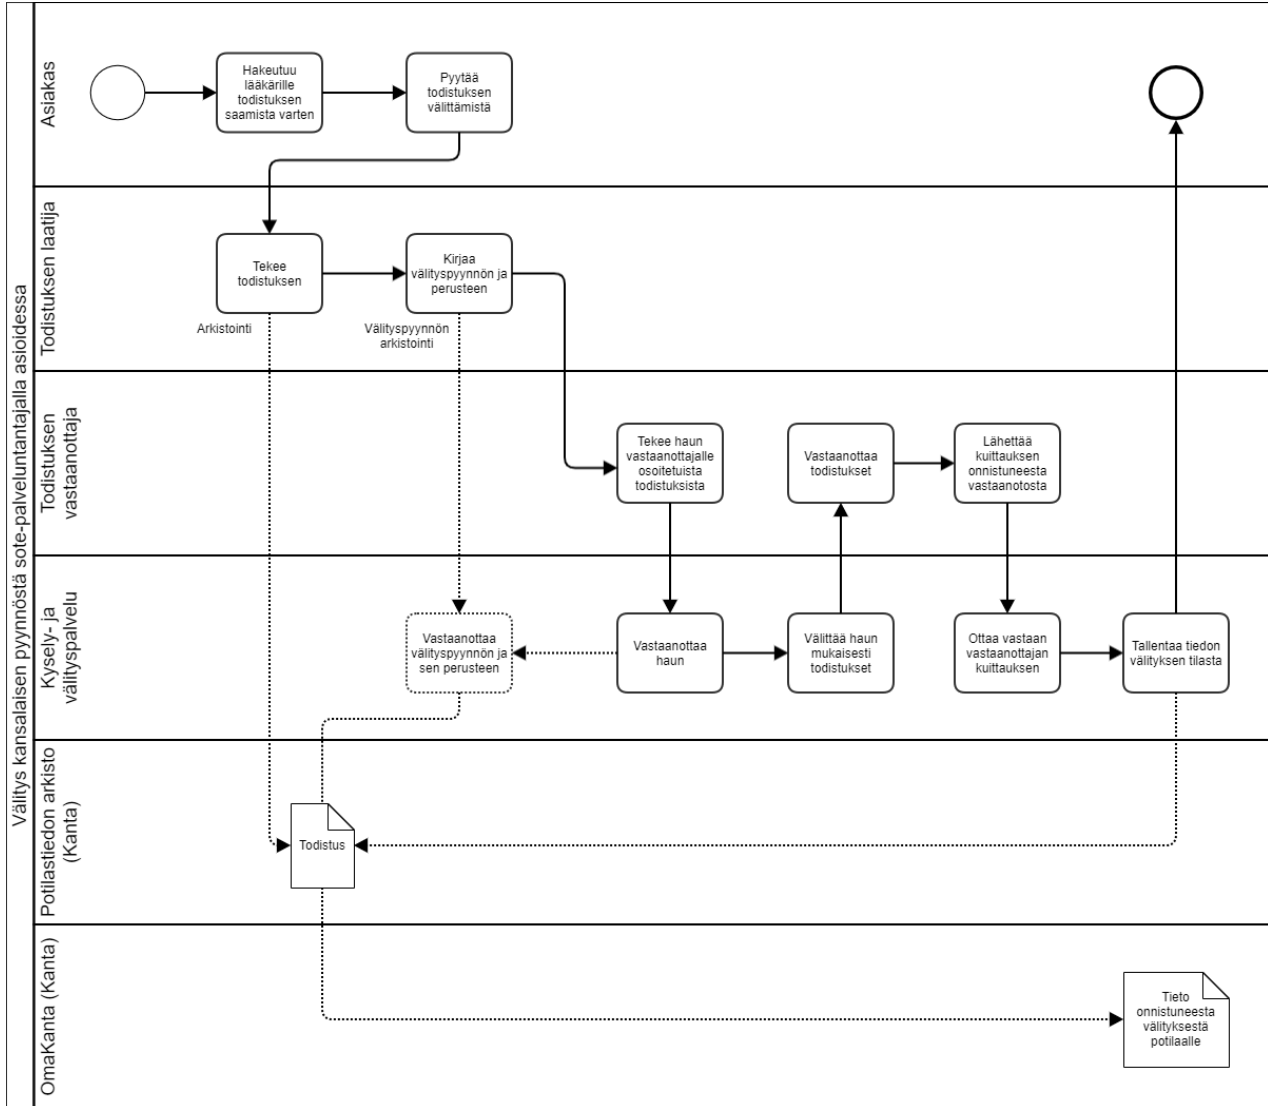 Välitys kansalaisen pyynnöstä sote-palveluntantajalla asioidessa
Asiakas
Hakeutuu
lääkärille
todistuksen
saamista varten
Pyytää
todistuksen
välittämistä
Todistuksen laatija
Tekee
todistuksen
Kirjaa
välityspyynnön ja
perusteen
Arkistointi
Välityspyynnön
arkistointi
Todistuksen
vastaanottaja
Tekee haun
vastaanottajalle
osoitetuista
todistuksista
Vastaanottaa
todistukset
Lähettää
kuittauksen
onnistuneesta
vastaanotosta
Kysely- ja
välityspalvelu
Vastaanottaa
välityspyynnön ja
sen perusteen
Vastaanottaa
haun
Välittää haun
mukaisesti
todistukset
Ottaa vastaan
vastaanottajan
kuittauksen
Tallentaa tiedon
välityksen tilasta
Potilastiedon arkisto
(Kanta)
Todistus
OmaKanta (Kanta)
Tieto
onnistuneesta
välityksestä
potilaalle